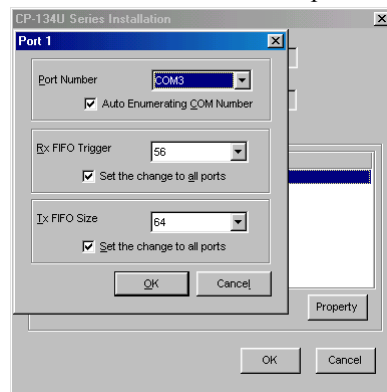 CP-134U Series Installation
Port 1
Port Number
COM3
Auto Enumerating COM Number
Rx FIFO Trigger
56
Set the change to all ports
Tx FIFO Size
64
Set the change to all ports
OK
Cancel
Property
OK
Cancel